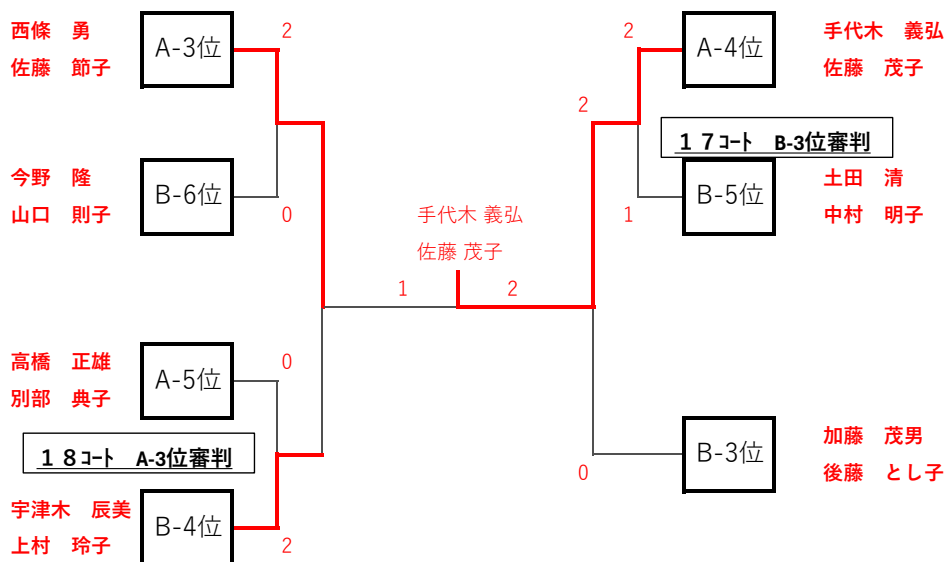 西條　勇
佐藤　節子
A-3位
2
今野　隆
山口　則子
B-6位
0
高橋　正雄
別部　典子
A-5位
0
１８ｺｰﾄ　A-3位審判
宇津木　辰美
上村　玲子
B-4位
2
手代木 義弘
佐藤 茂子
1
2
2
A-4位
手代木　義弘
佐藤　茂子
2
１７ｺｰﾄ　B-3位審判
1
B-5位
土田　清
中村　明子
0
B-3位
加藤　茂男
後藤　とし子